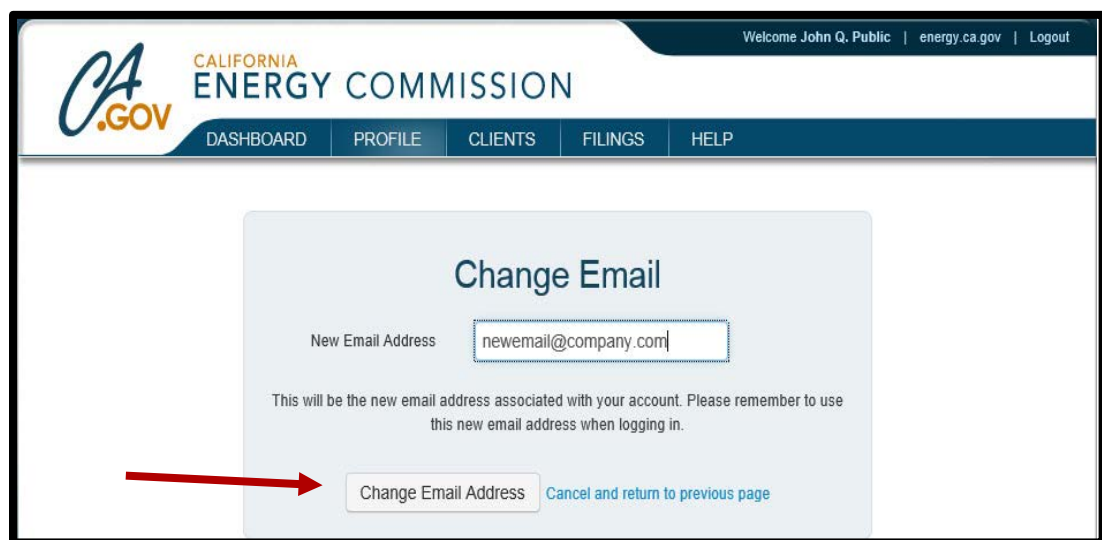 Welcome John Q. Public | energy.ca.gov | Logout
CA.GOV
CALIFORNIA
ENERGY COMMISSION
DASHBOARD PROFILE CLIENTS FILINGS HELP
Change Email
New Email Address newemail@company.com
This will be the new email address associated with your account. Please remember to use
this new email address when logging in.
Change Email Address Cancel and return to previous page